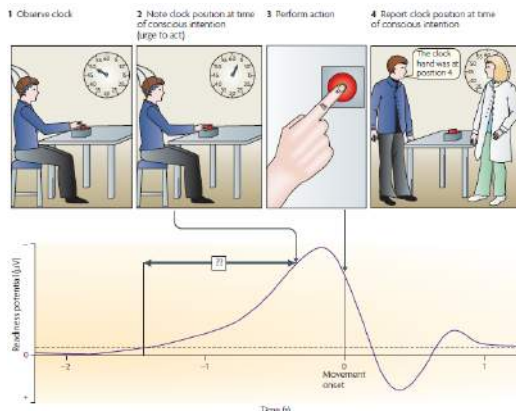 1 Observe clock
2 Note clock position at time
of conscious intention
(urge to act)
3 Perform action
4 Report clock position at time
of conscious intention
The clock
hand was at
position 4.
??
Readiness potential (µV)
–
0
+
–2
–1
0
1
Movement
onset
Time (s)